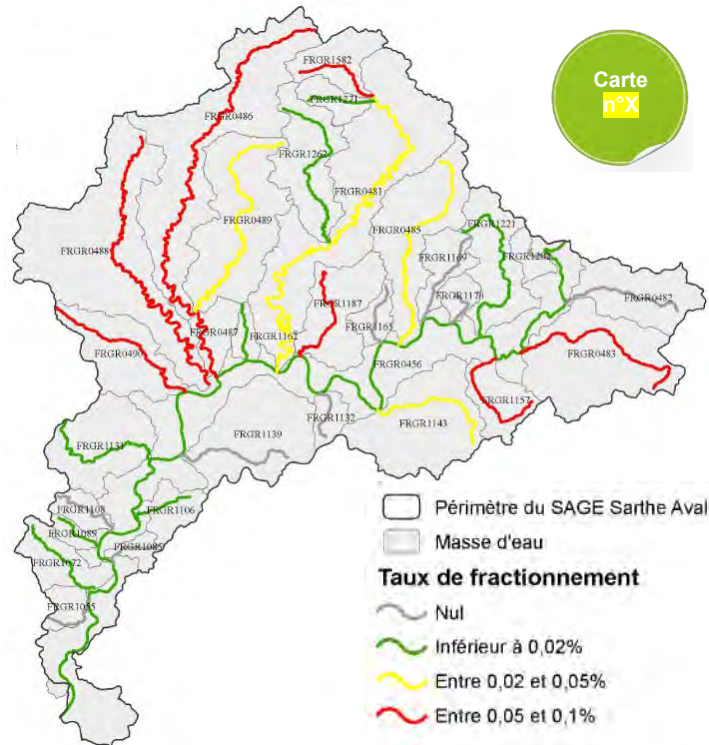 Carte
n°X
FRGR1582
FRGR1271
FRGR0486
FRGR1262
FRGR0481
FRGR0489
FRGR0485
FRGR1221
FRGR0488
FRGR1169
FRGR0482
FRGR1187
FRGR1176
FRGR1165
FRGR0487
FRGR1162
FRGR0490
FRGR0456
FRGR0483
FRGR1157
FRGR1132
FRGR1143
FRGR1131
FRGR1139
FRGR1108
FRGR1106
FRGR1089
FRGR1085
FRGR1072
FRGR1055
Périmètre du SAGE Sarthe Aval
Masse d'eau
Taux de fractionnement
Nul
Inférieur à 0,02%
Entre 0,02 et 0,05%
Entre 0,05 et 0,1%